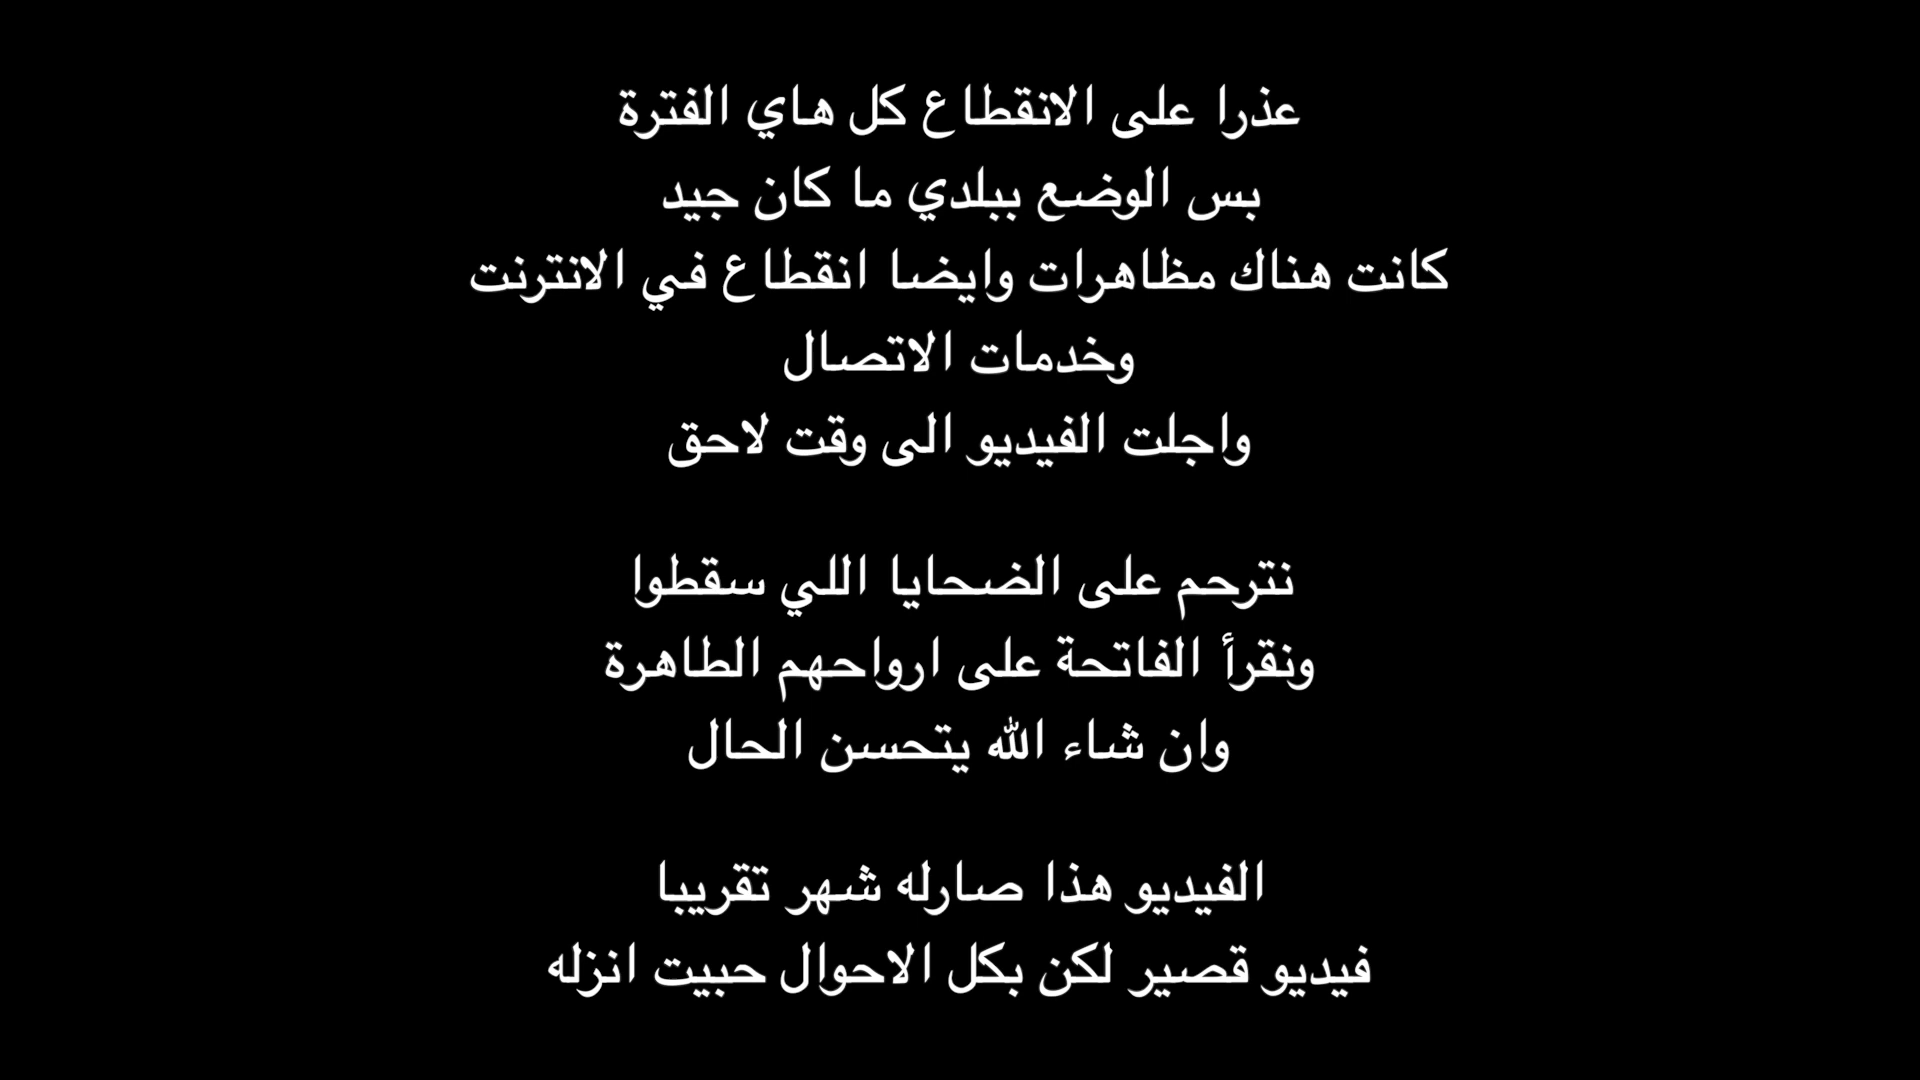 عذرا على الانقطاع كل هاي الفترة
بس الوضع ببلدي ما كان جيد
كانت هناك مظاهرات وايضا انقطاع في الانترنت
وخدمات الاتصال
واجلت الفيديو الى وقت لاحق
نترحم على الضحايا اللي سقطوا
ونقرأ الفاتحة على ارواحهم الطاهرة
وان شاء الله يتحسن الحال
الفيديو هذا صارله شهر تقريبا
فيديو قصير لكن بكل الاحوال حبيت انزله